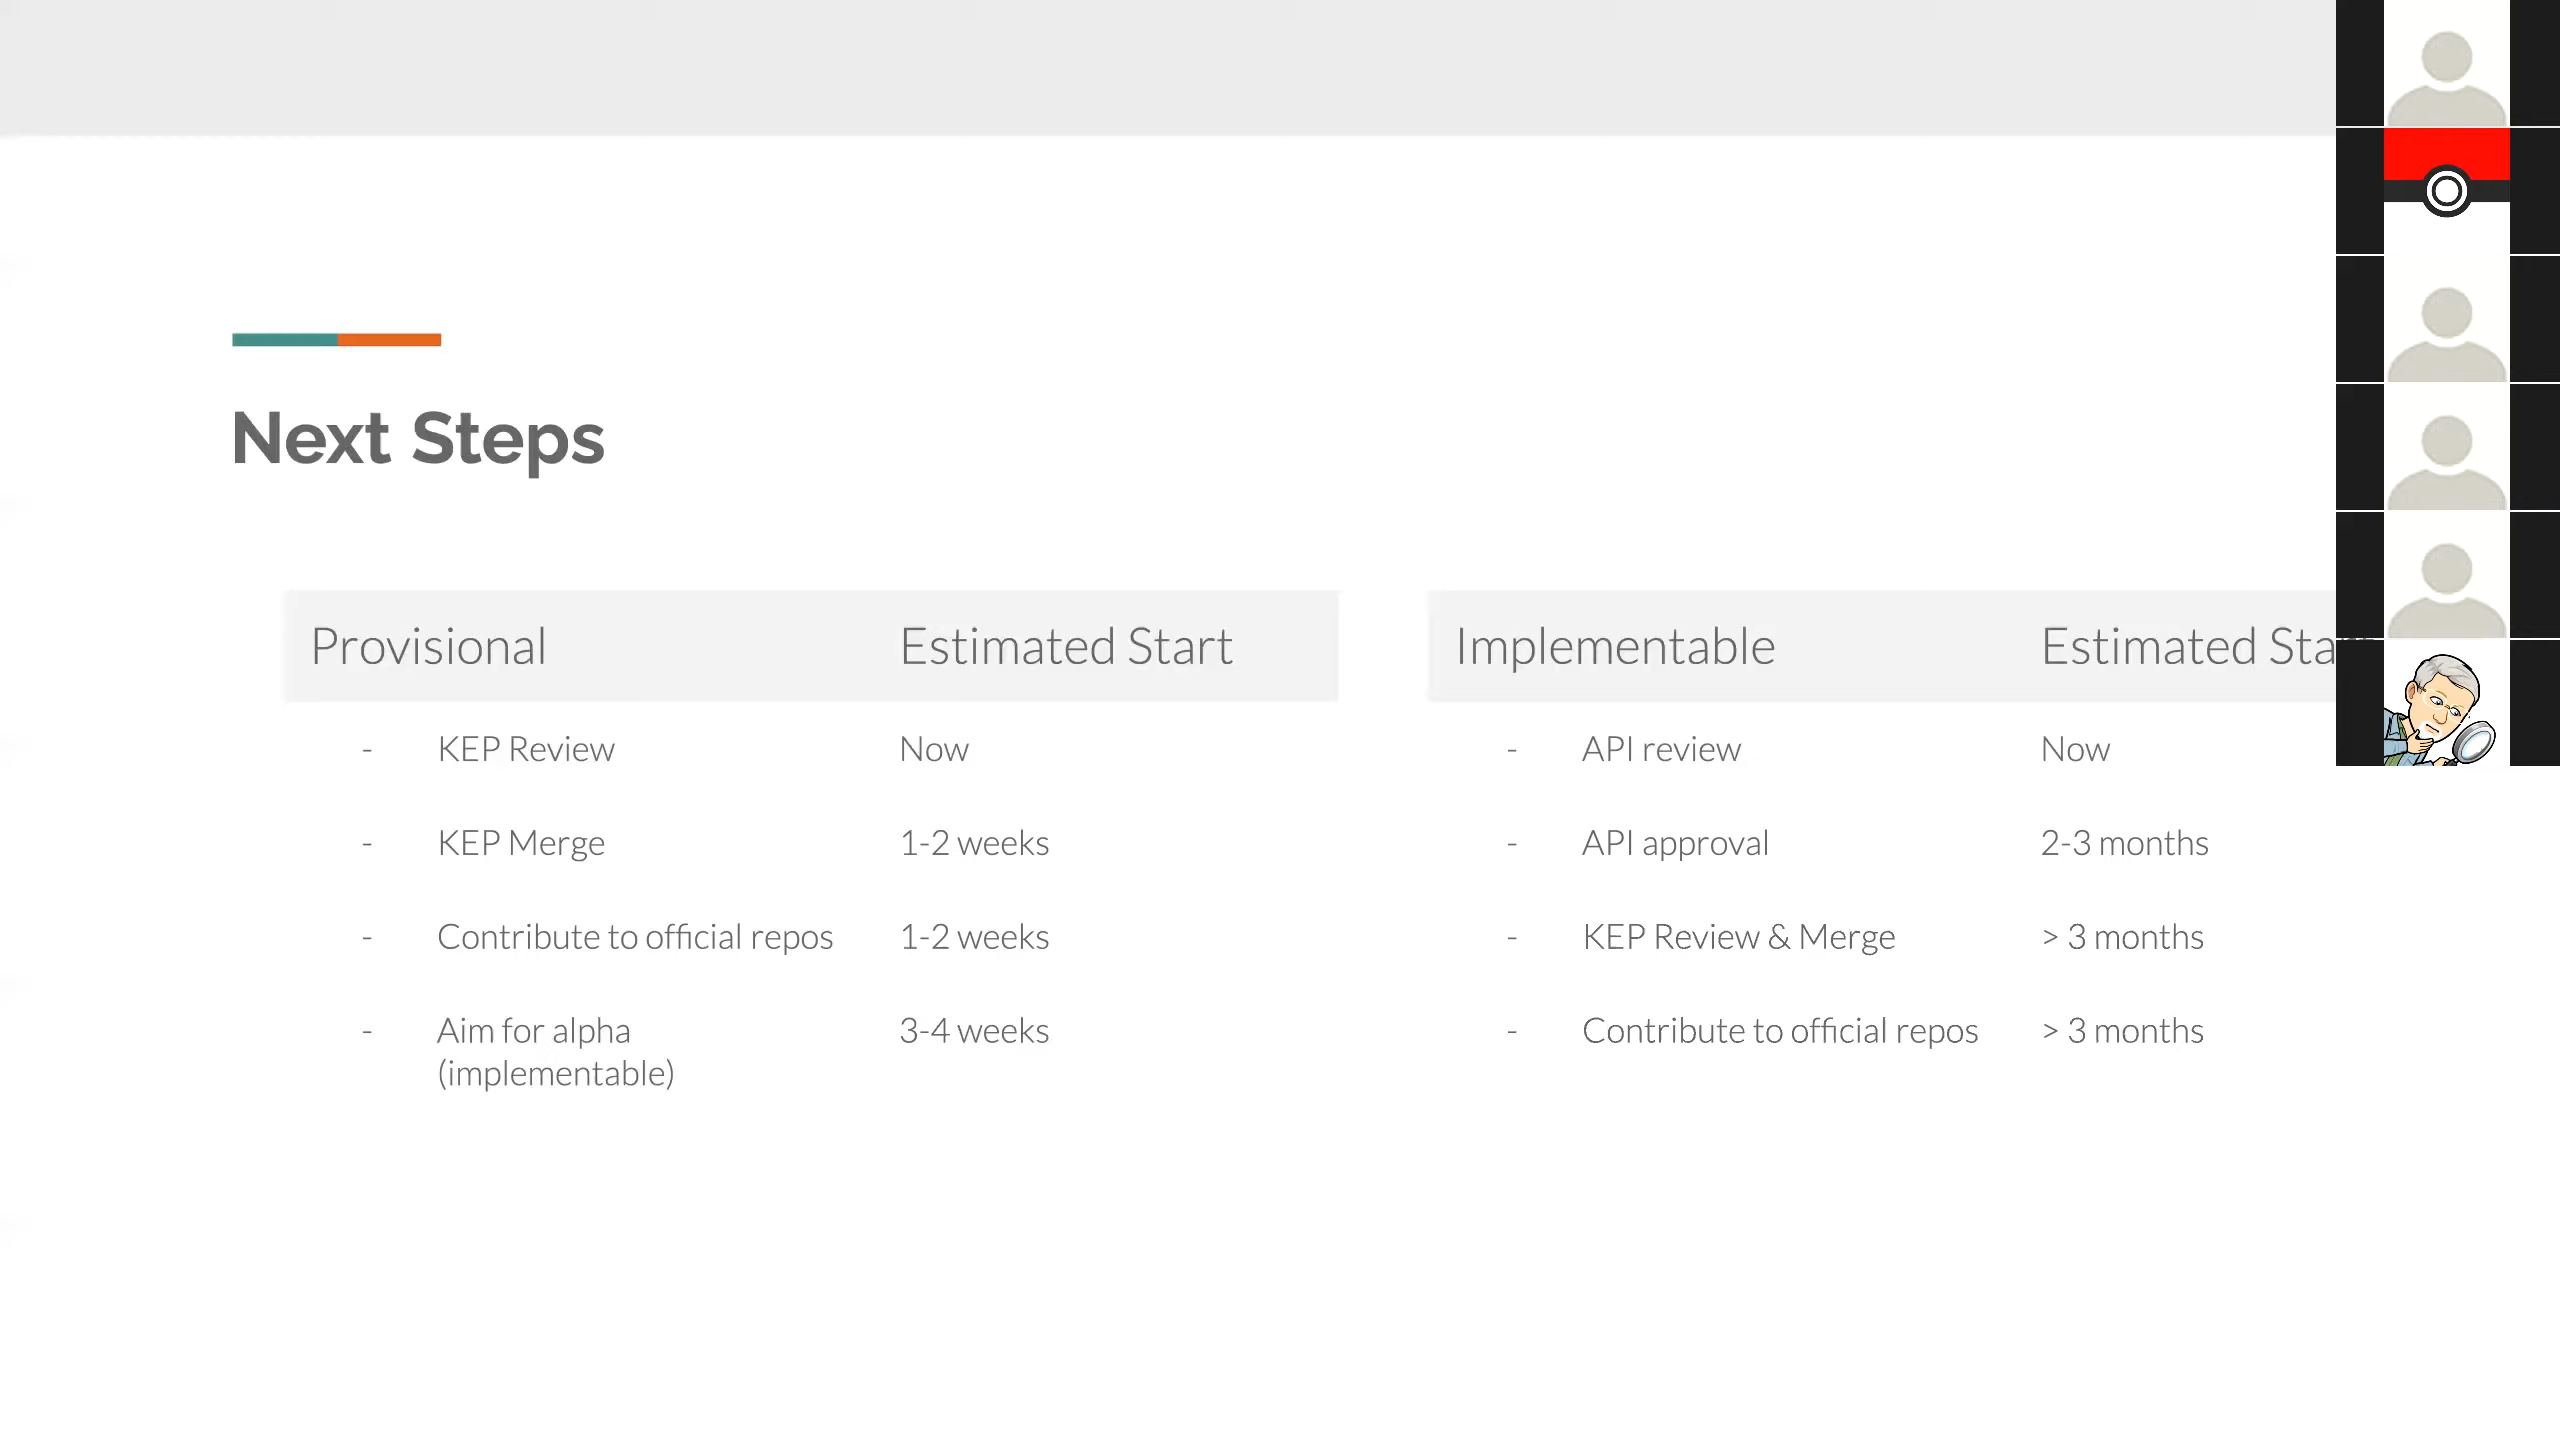 Next Steps
Provisional Estimated Start
- KEP Review Now
- KEP Merge 1-2 weeks
- Contribute to official repos 1-2 weeks
- Aim for alpha 3-4 weeks
(implementable)
Implementable Estimated
- API review Now
- API approval 2-3 months
- KEP Review & Merge > 3 months
- Contribute to official repos > 3 months